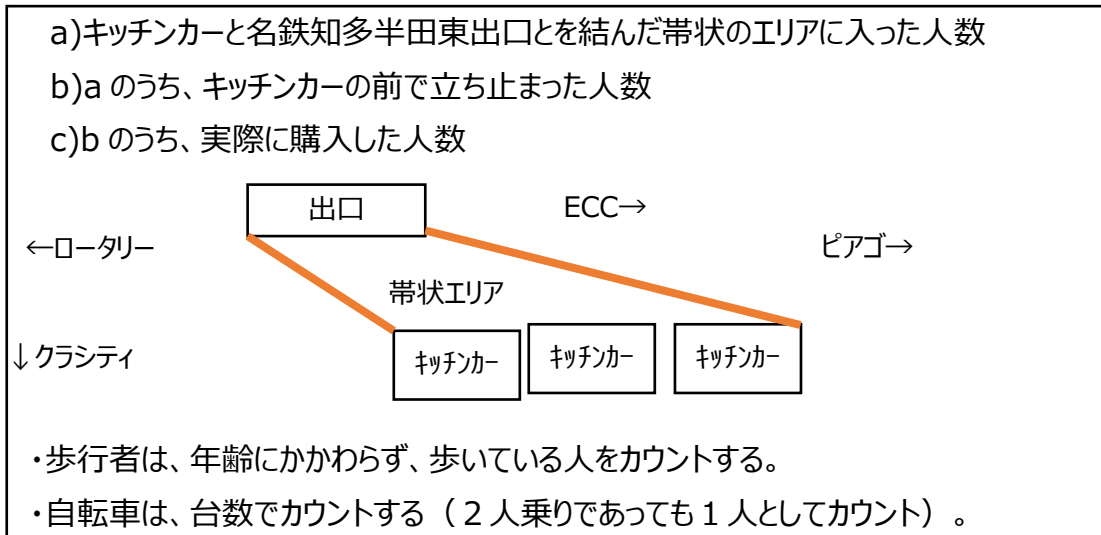 a)キッチンカーと名鉄知多半田東出口とを結んだ帯状のエリアに入った人数
b)a のうち、キッチンカーの前で立ち止まった人数
c)b のうち、実際に購入した人数
出口
ECC→
←ロータリー
ピアゴ→
帯状エリア
↓クラシティ
キッチンカー
キッチンカー
キッチンカー
・歩行者は、年齢にかかわらず、歩いている人をカウントする。
・自転車は、台数でカウントする（２人乗りであっても１人としてカウント）。